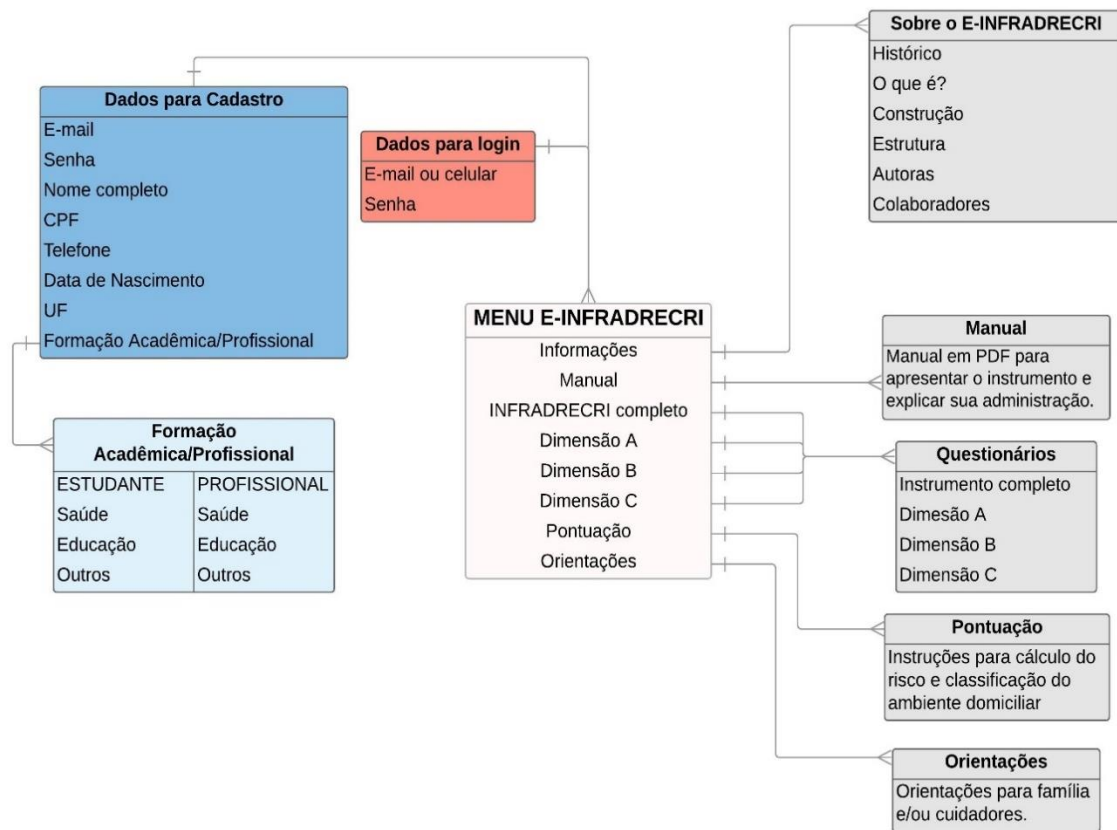 Dados para Cadastro
E-mail
Senha
Nome completo
CPF
Telefone
Data de Nascimento
UF
Formação Acadêmica/Profissional
Formação
Acadêmica/Profissional
ESTUDANTE PROFISSIONAL
Saúde Saúde
Educação Educação
Outros Outros
Dados para login
E-mail ou celular
Senha
MENU E-INFRADRECRI
Informações
Manual
INFRADRECRI completo
Dimensão A
Dimensão B
Dimensão C
Pontuação
Orientações
Sobre o E-INFRADRECRI
Histórico
O que é?
Construção
Estrutura
Autoras
Colaboradores
Manual
Manual em PDF para
apresentar o instrumento e
explicar sua administração.
Questionários
Instrumento completo
Dimesão A
Dimensão B
Dimensão C
Pontuação
Instruções para cálculo do
risco e classificação do
ambiente domiciliar
Orientações
Orientações para família
e/ou cuidadores.